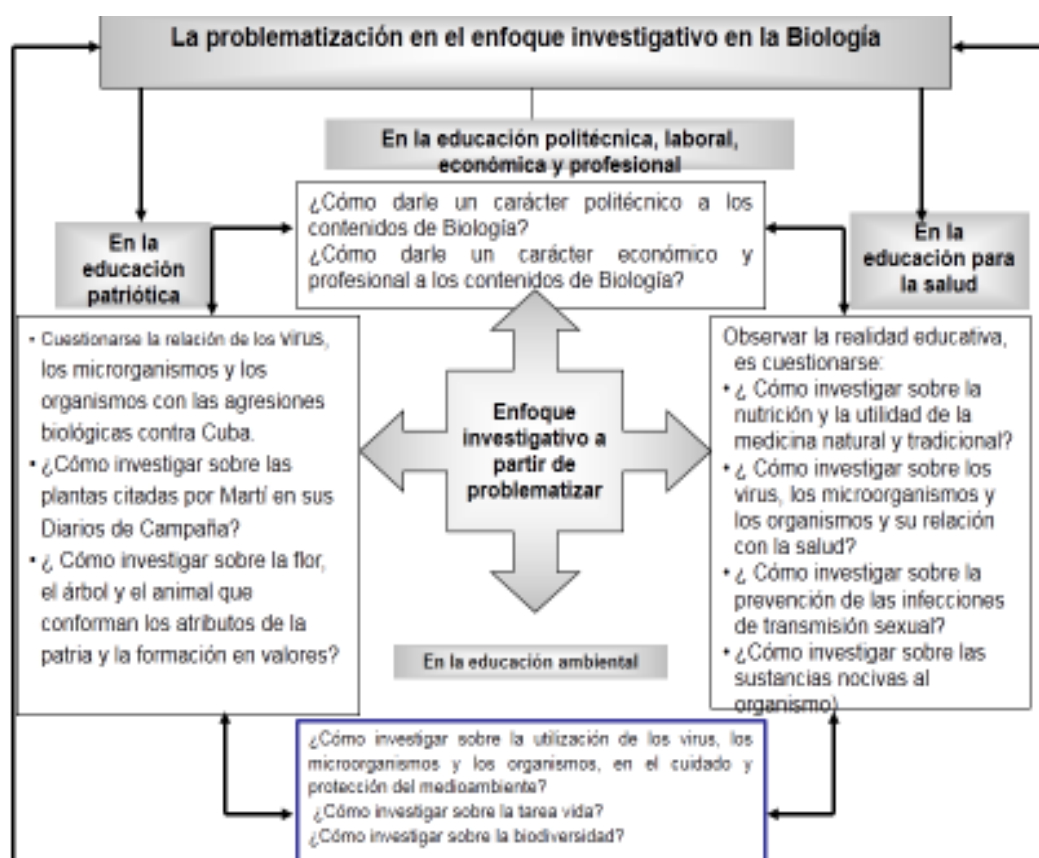 La problematización en el enfoque investigativo en la Biología
En la educación politécnica, laboral,
económica y profesional
¿Cómo darle un carácter politécnico a los
contenidos de Biología?
¿Cómo darle un carácter económico y
profesional a los contenidos de Biología?
En la
educación
patriótica
En la
educación para
la salud
• Cuestionarse la relación de los virus,
los microrganismos y los
organismos con las agresiones
biológicas contra Cuba.
• ¿Cómo investigar sobre las
plantas citadas por Martí en sus
Diarios de Campaña?
• ¿ Cómo investigar sobre la flor,
el árbol y el animal que
conforman los atributos de la
patria y la formación en valores?
Enfoque
investigativo a
partir de
problematizar
Observar la realidad educativa,
es cuestionarse:
• ¿ Cómo investigar sobre la
nutrición y la utilidad de la
medicina natural y tradicional?
• ¿ Cómo investigar sobre los
virus, los microorganismos y
los organismos y su relación
con la salud?
• ¿ Cómo investigar sobre la
prevención de las infecciones
de transmisión sexual?
• ¿Cómo investigar sobre las
sustancias nocivas al
organismo)
En la educación ambiental
¿Cómo investigar sobre la utilización de los virus, los
microorganismos y los organismos, en el cuidado y
protección del medioambiente?
¿Cómo investigar sobre la tarea vida?
¿Cómo investigar sobre la biodiversidad?